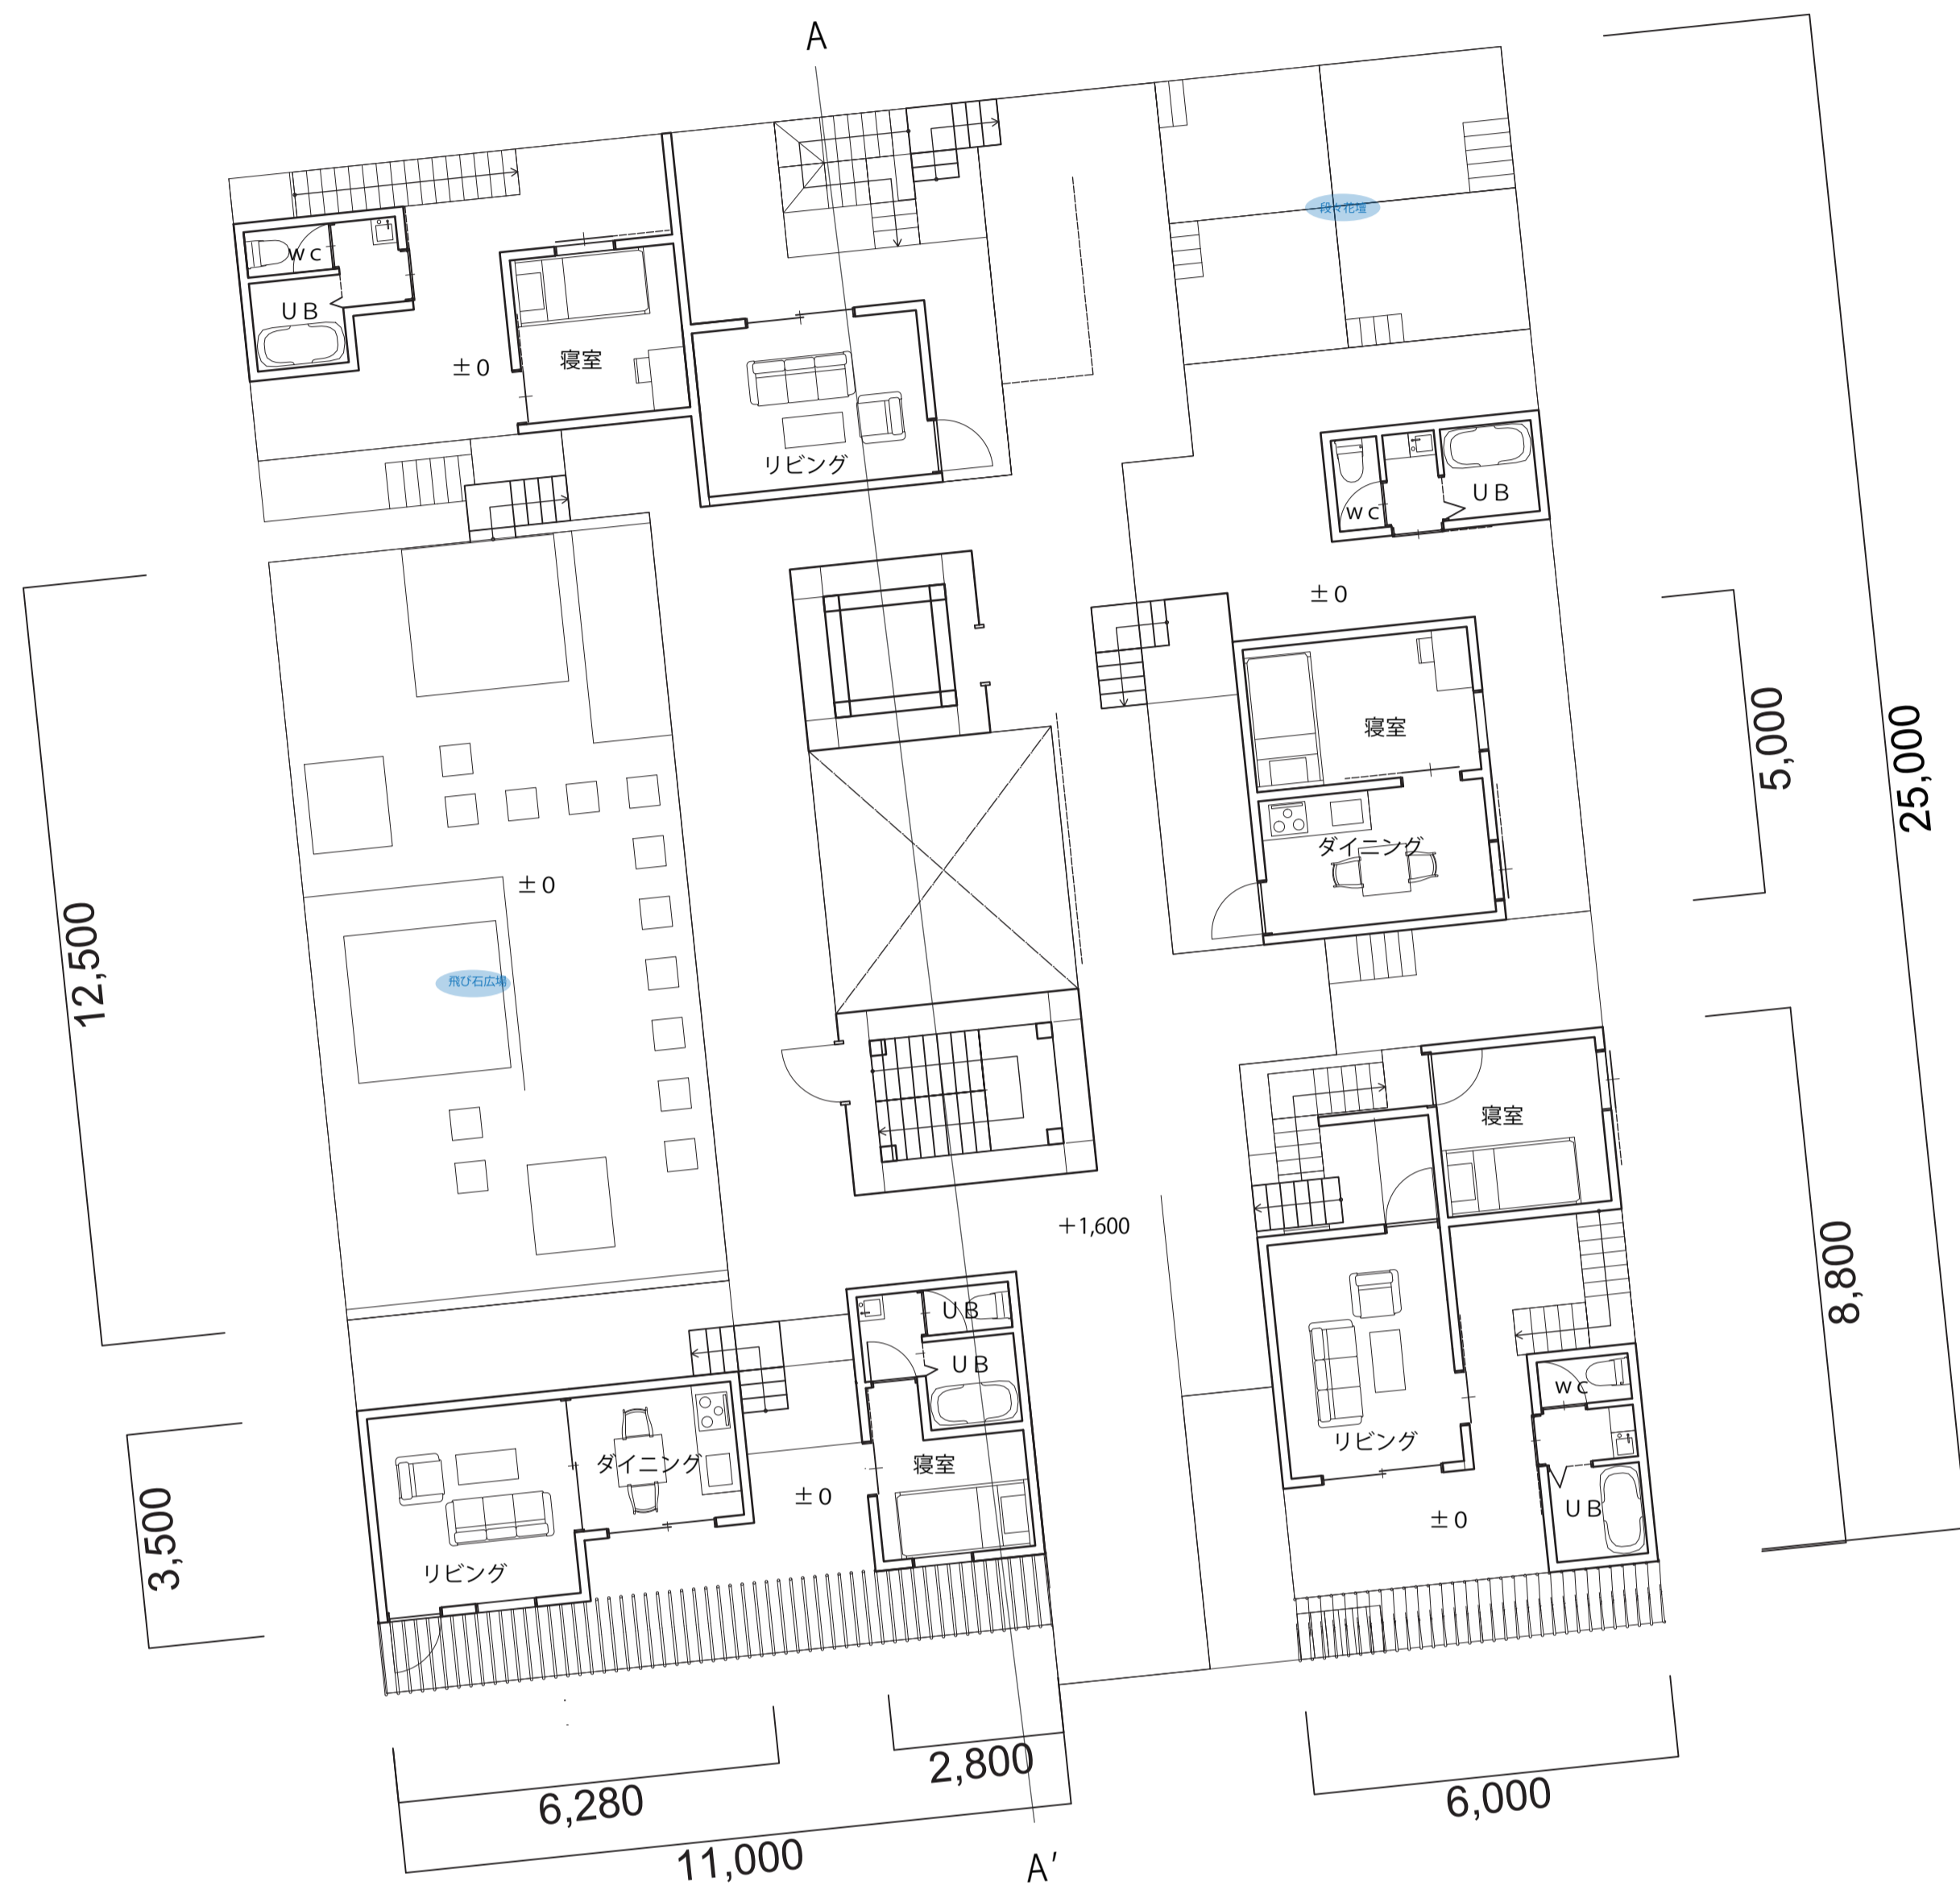 A
段々花壇
ｗｃ
ＵＢ
±０
寝室
リビング
ＵＢ
ｗｃ
±０
5,000
25,000
寝室
ダイニング
12,500
±０
飛び石広場
寝室
＋1,600
8,800
ＵＢ
ＵＢ
ｗｃ
リビング
ダイニング
寝室
±０
ＵＢ
±０
3,500
リビング
2,800
6,280
6,000
11,000
A’